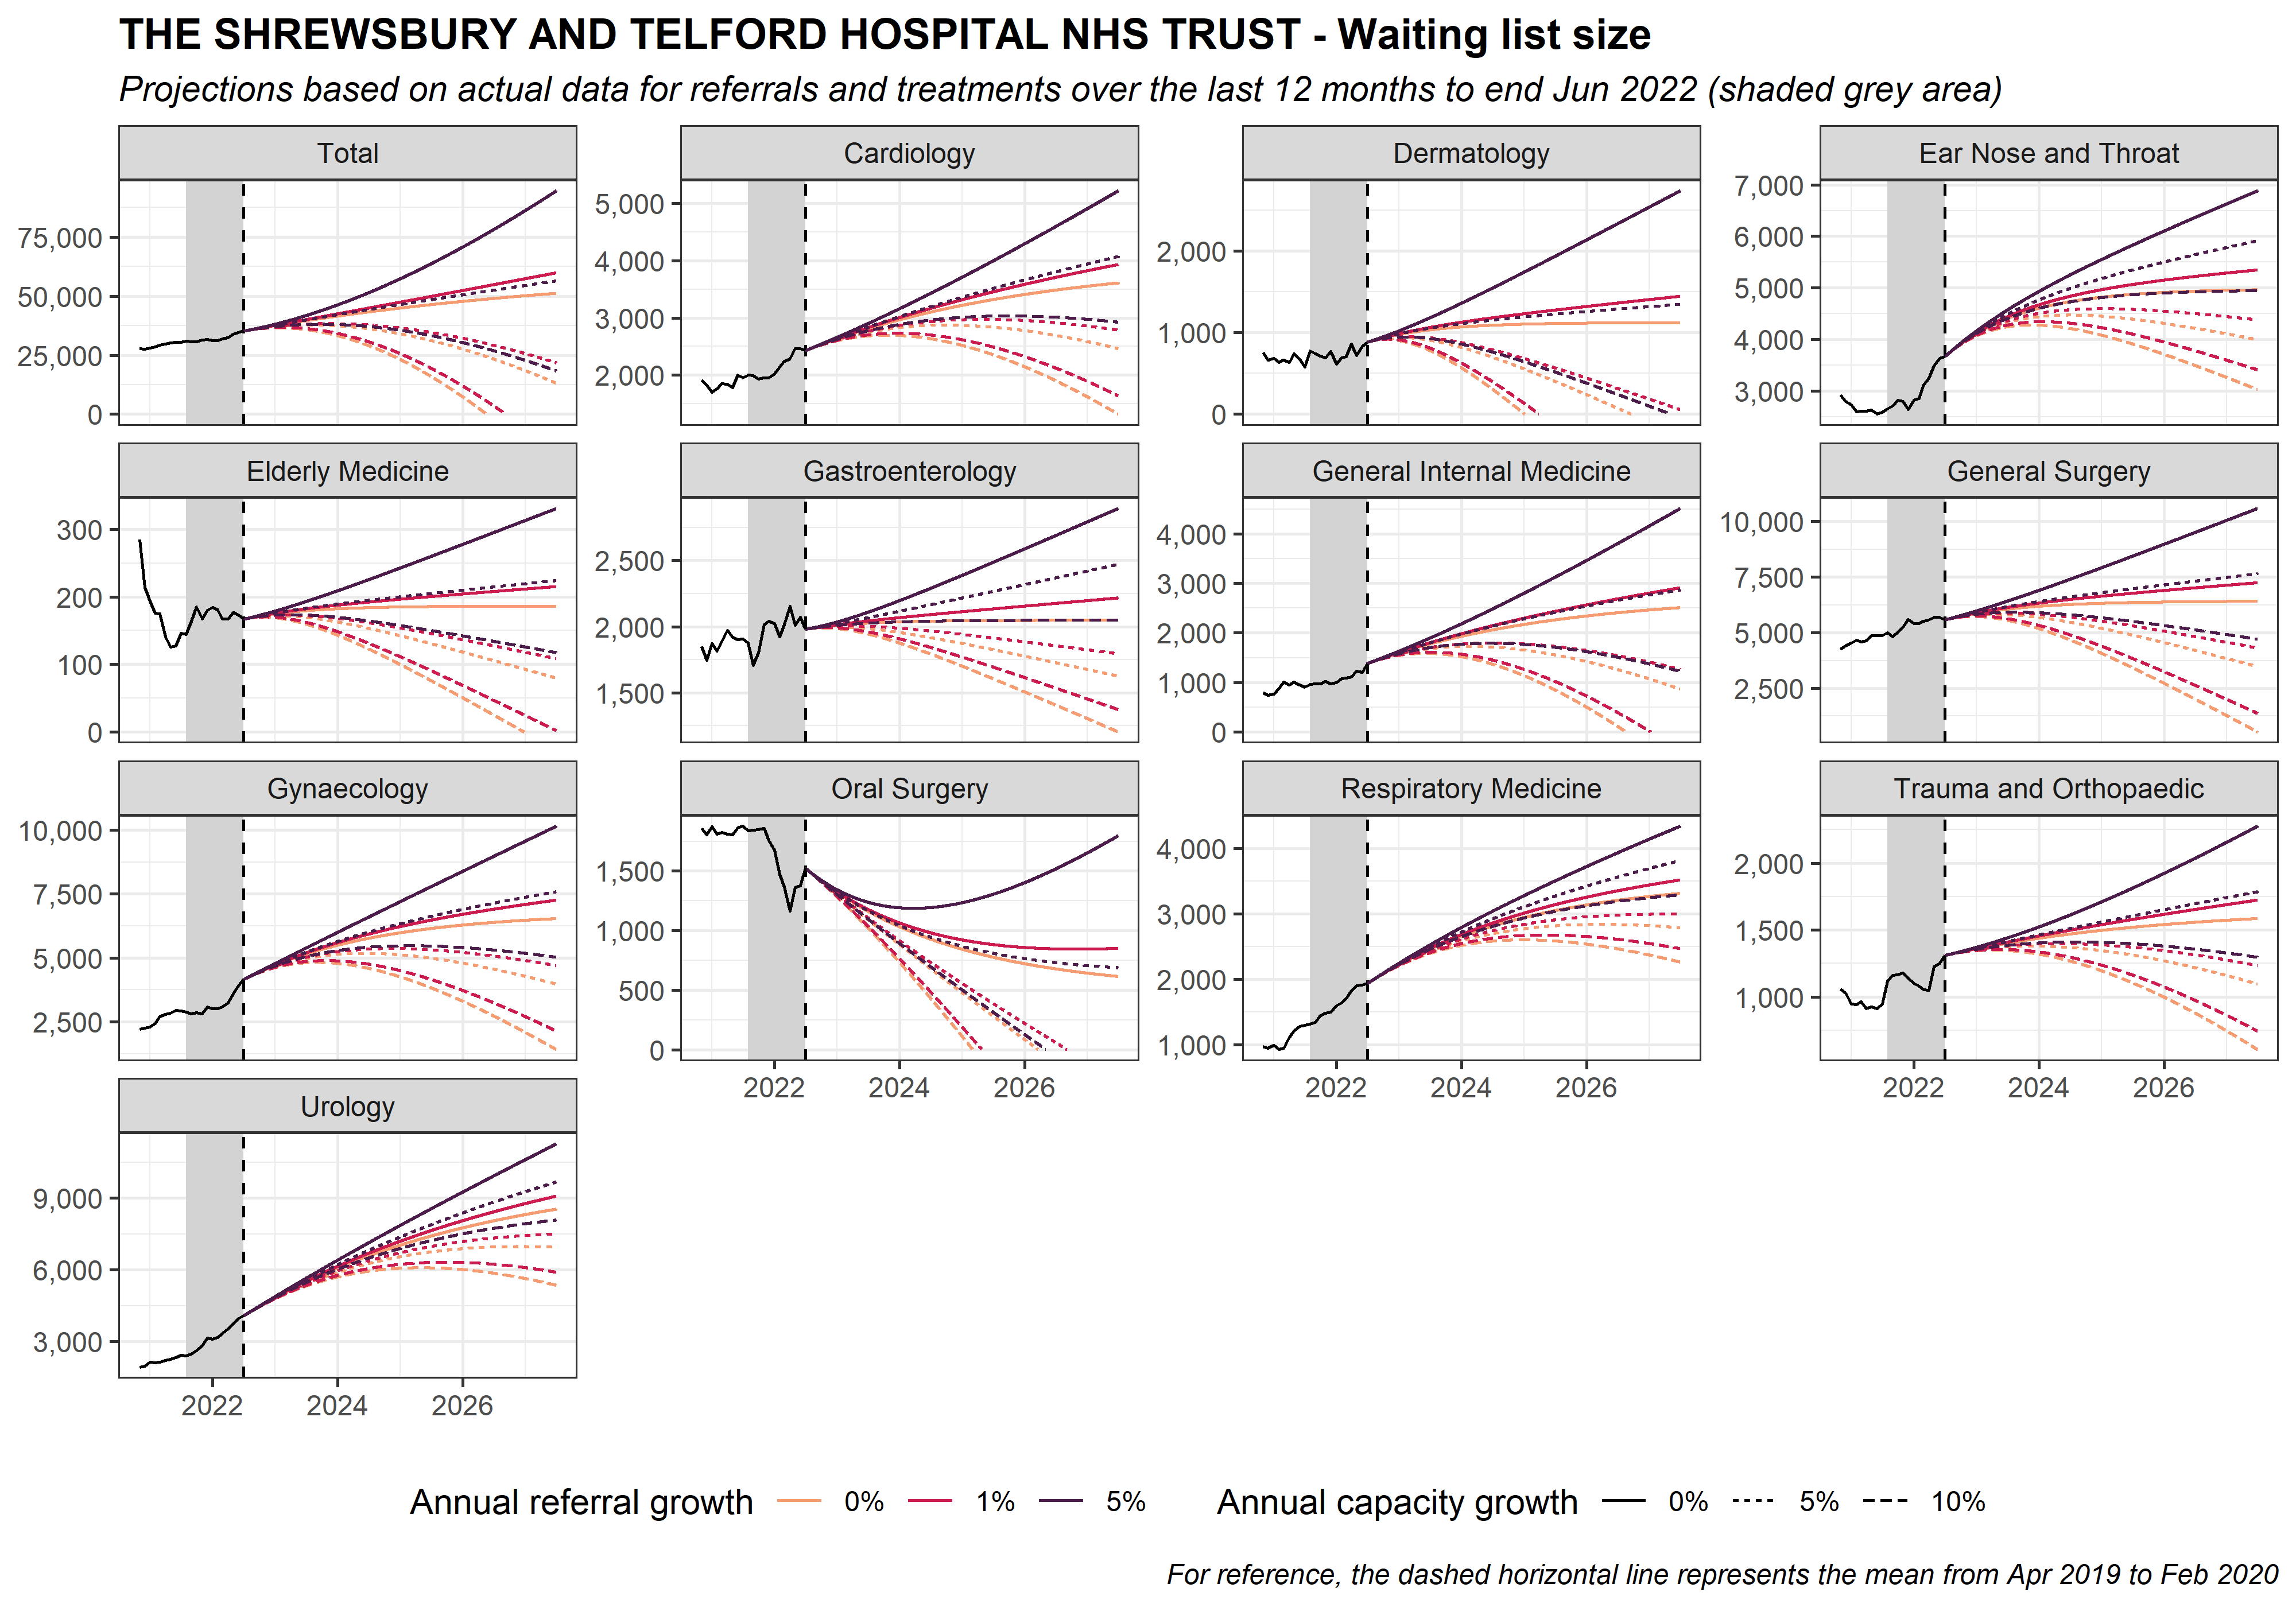 THE SHREWSBURY AND TELFORD HOSPITAL NHS TRUST - Waiting list size
Projections based on actual data for referrals and treatments over the last 12 months to end Jun 2022 (shaded grey area)
Total
75,000
50,000
25,000
0
Cardiology
5,000
4,000
3,000
2,000
Dermatology
2,000
1,000
0
Ear Nose and Throat
7,000
6,000
5,000
4,000
3,000
Elderly Medicine
300
200
100
0
Gastroenterology
2,500
2,000
1,500
General Internal Medicine
4,000
3,000
2,000
1,000
0
General Surgery
10,000
7,500
5,000
2,500
Gynaecology
10,000
7,500
5,000
2,500
Oral Surgery
1,500
1,000
500
0
2022 2024 2026
Respiratory Medicine
4,000
3,000
2,000
1,000
2022 2024 2026
Trauma and Orthopaedic
2,000
1,500
1,000
2022 2024 2026
Urology
9,000
6,000
3,000
2022 2024 2026
Annual referral growth 0% 1% 5% Annual capacity growth 0% 5% 10%
For reference, the dashed horizontal line represents the mean from Apr 2019 to Feb 2020